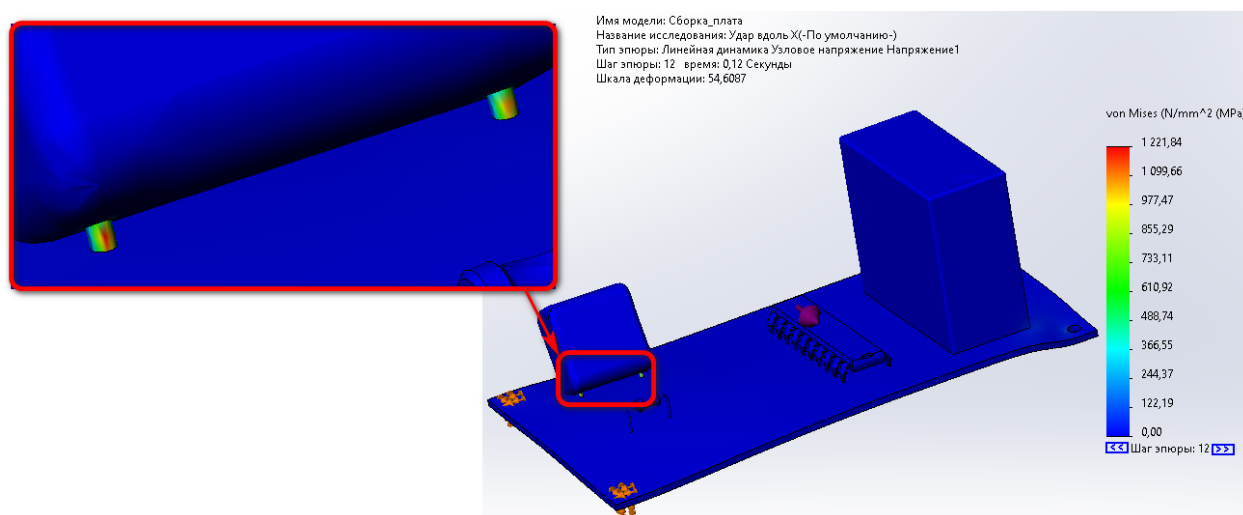 Имя модели: Сборка_плата
Название исследования: Удар вдоль X(-По умолчанию-)
Тип эпюры: Линейная динамика Узловое напряжение Напряжение1
Шаг эпюры: 12 время: 0,12 Секунды
Шкала деформации: 54,6087
von Mises (N/mm^2 (MPa)
1 221,84
1 099,66
977,47
855,29
733,11
610,92
488,74
366,55
244,37
122,19
0,00
<< Шаг эпюры: 12 >>